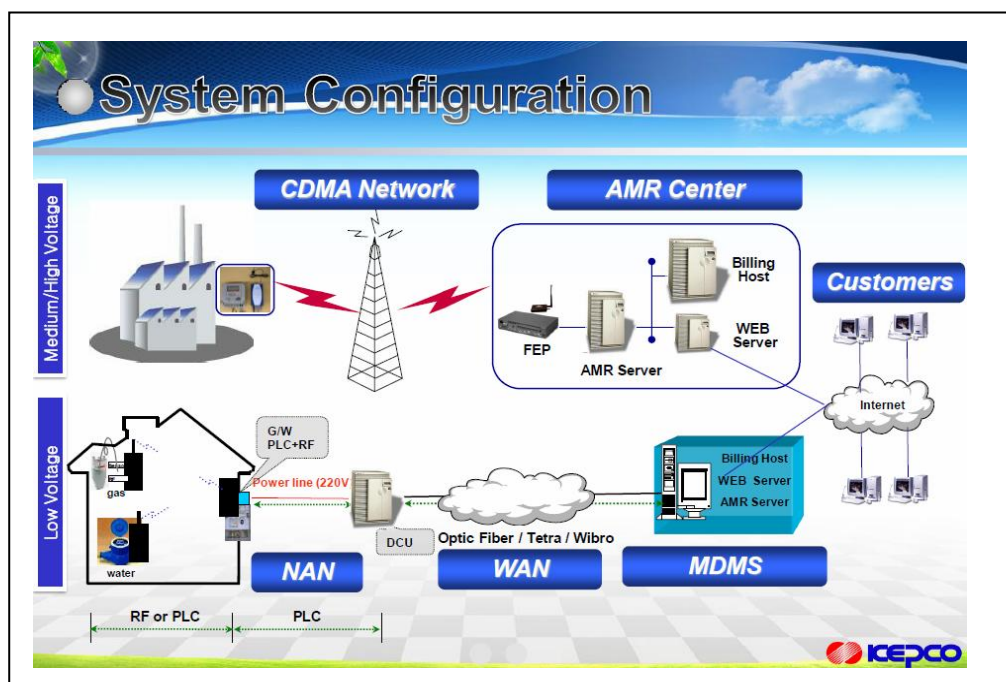 System Configuration
Medium/High Voltage
CDMA Network
AMR Center
Billing
Host
FEP
AMR Server
WEB
Server
Customers
Internet
Low Voltage
gas
water
G/W
PLC+RF
Power line (220V
DCU
Optic Fiber / Tetra / Wibro
Billing Host
WEB Server
AMR Server
NAN
WAN
MDMS
RF or PLC
PLC
KEPCO